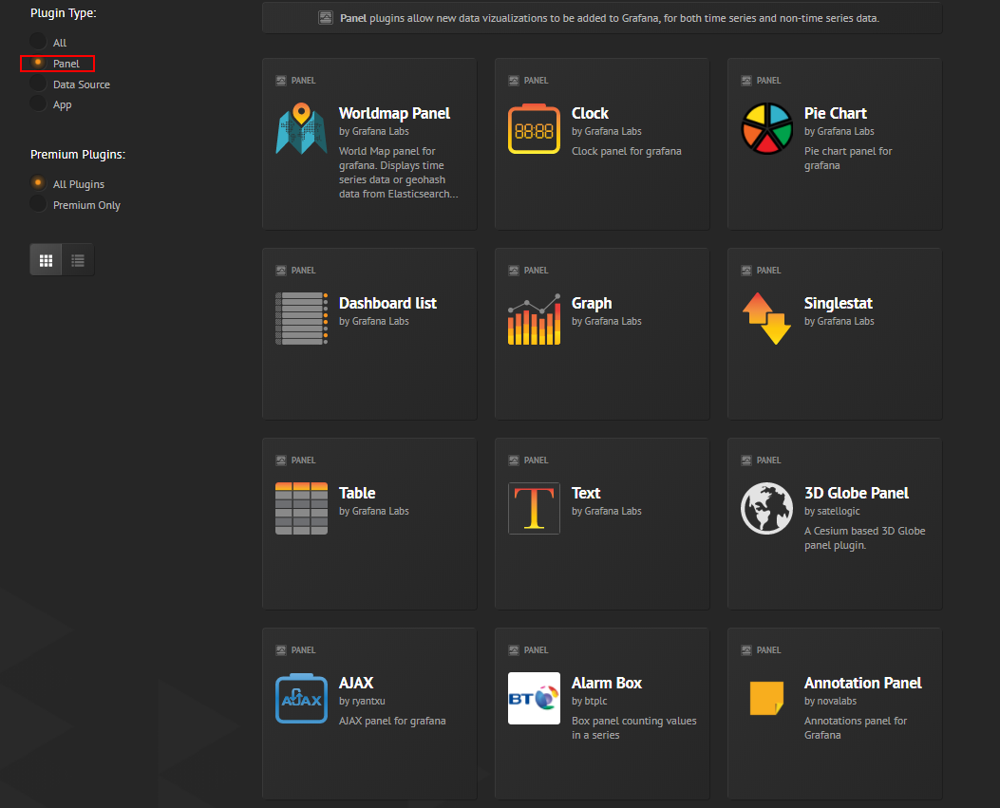 Plugin Type:
All
Panel
Data Source
App
Premium Plugins:
All Plugins
Premium Only
Panel plugins allow new data vizualizations to be added to Grafana, for both time series and non-time series data.
PANEL
Worldmap Panel
by Grafana Labs
World Map panel for
grafana. Displays time
series data or geohash
data from Elasticsearch...
PANEL
88:88
Clock
by Grafana Labs
Clock panel for grafana
PANEL
Pie Chart
by Grafana Labs
Pie chart panel for
grafana
PANEL
Dashboard list
by Grafana Labs
PANEL
Graph
by Grafana Labs
PANEL
Singlestat
by Grafana Labs
PANEL
Table
by Grafana Labs
PANEL
T
Text
by Grafana Labs
PANEL
3D Globe Panel
by satellogic
A Cesium based 3D Globe
panel plugin.
PANEL
AJAX
AJAX
by ryantxu
AJAX panel for grafana
PANEL
BT
Alarm Box
by btplc
Box panel counting values
in a series
PANEL
Annotation Panel
by novalabs
Annotations panel for
Grafana